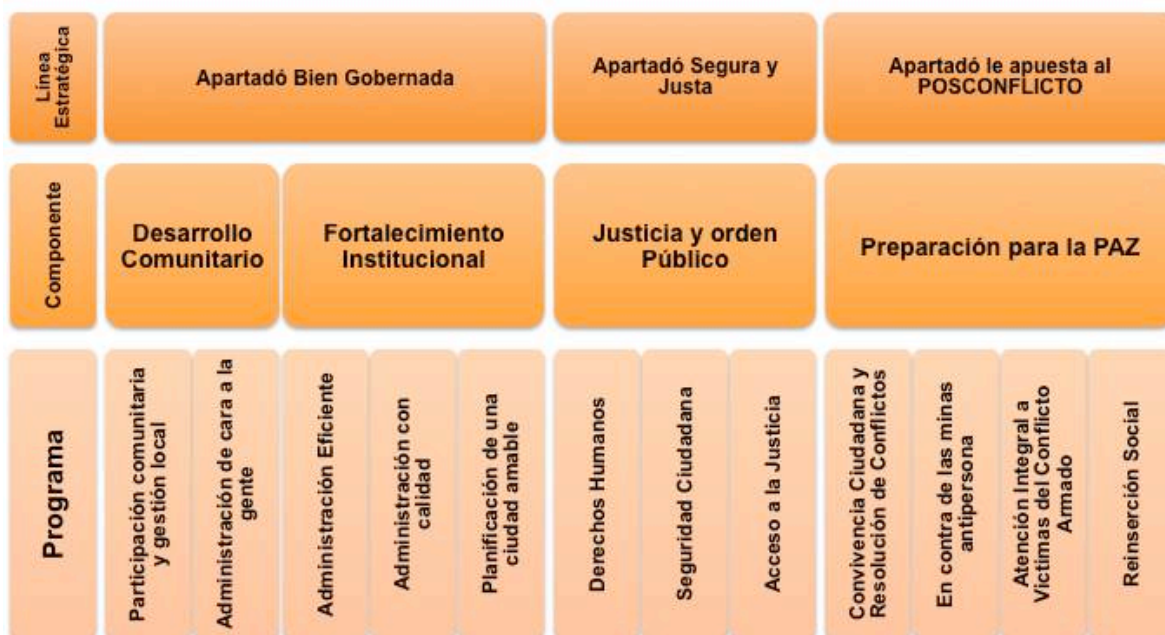 Línea
Estratégica
Apartadó Bien Gobernada
Apartadó Segura y
Justa
Apartadó le apuesta al
POSCONFLICTO
Componente
Desarrollo
Comunitario
Fortalecimiento
Institucional
Justicia y orden
Público
Preparación para la PAZ
Programa
Participación comunitaria
y gestión local
Administración de cara a la
gente
Administración Eficiente
Administración con
calidad
Planificación de una
ciudad amable
Derechos Humanos
Seguridad Ciudadana
Acceso a la Justicia
Convivencia Ciudadana y
Resolución de Conflictos
En contra de las minas
antipersona
Atención Integral a
Victimas del Conflicto
Armado
Reinserción Social